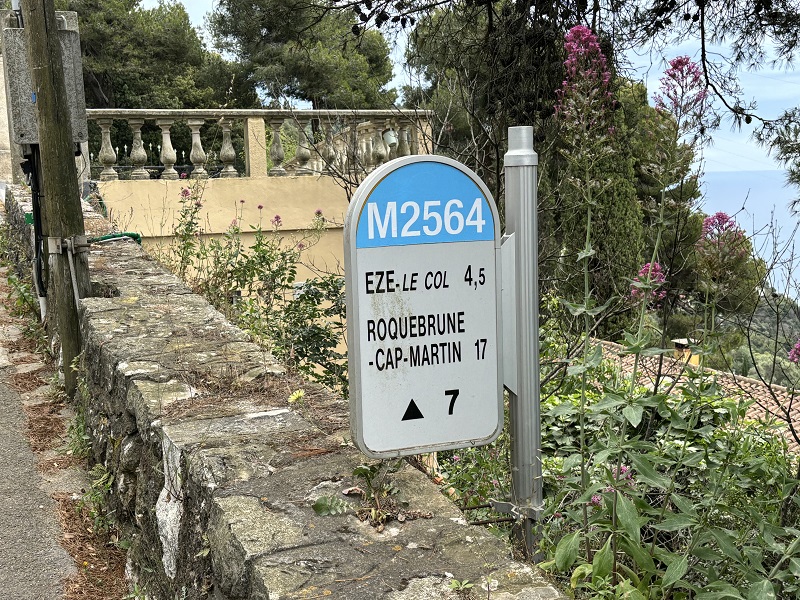 M2564
EZE-LE COL 4,5
ROQUEBRUNE
-CAP-MARTIN 17
▲ 7